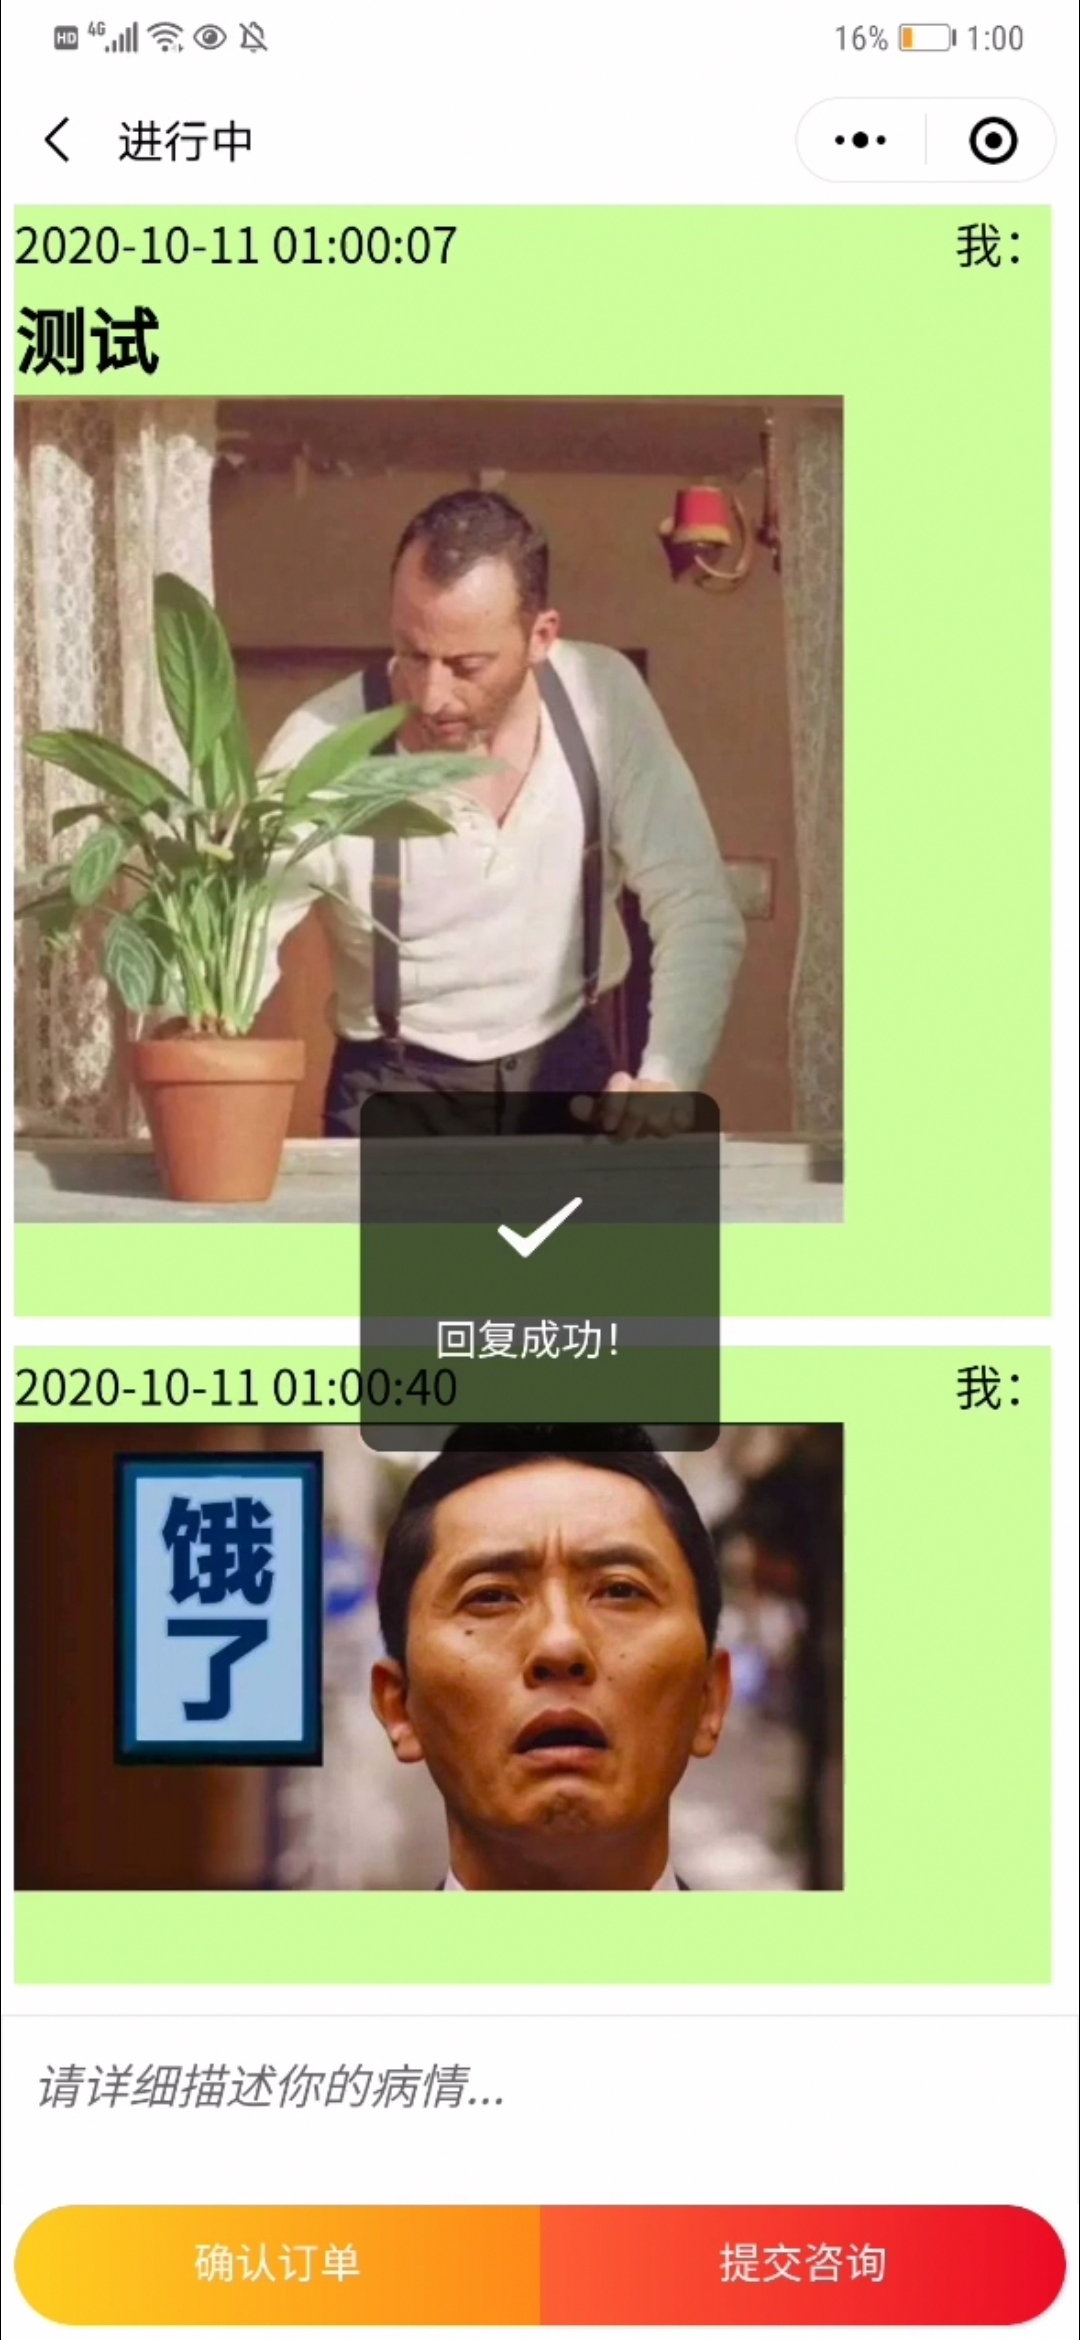 HD 4G 16% 1:00
进行中
2020-10-11 01:00:07 我：
测试
回复成功！
2020-10-11 01:00:40 我：
饿
了
请详细描述你的病情...
确认订单 提交咨询